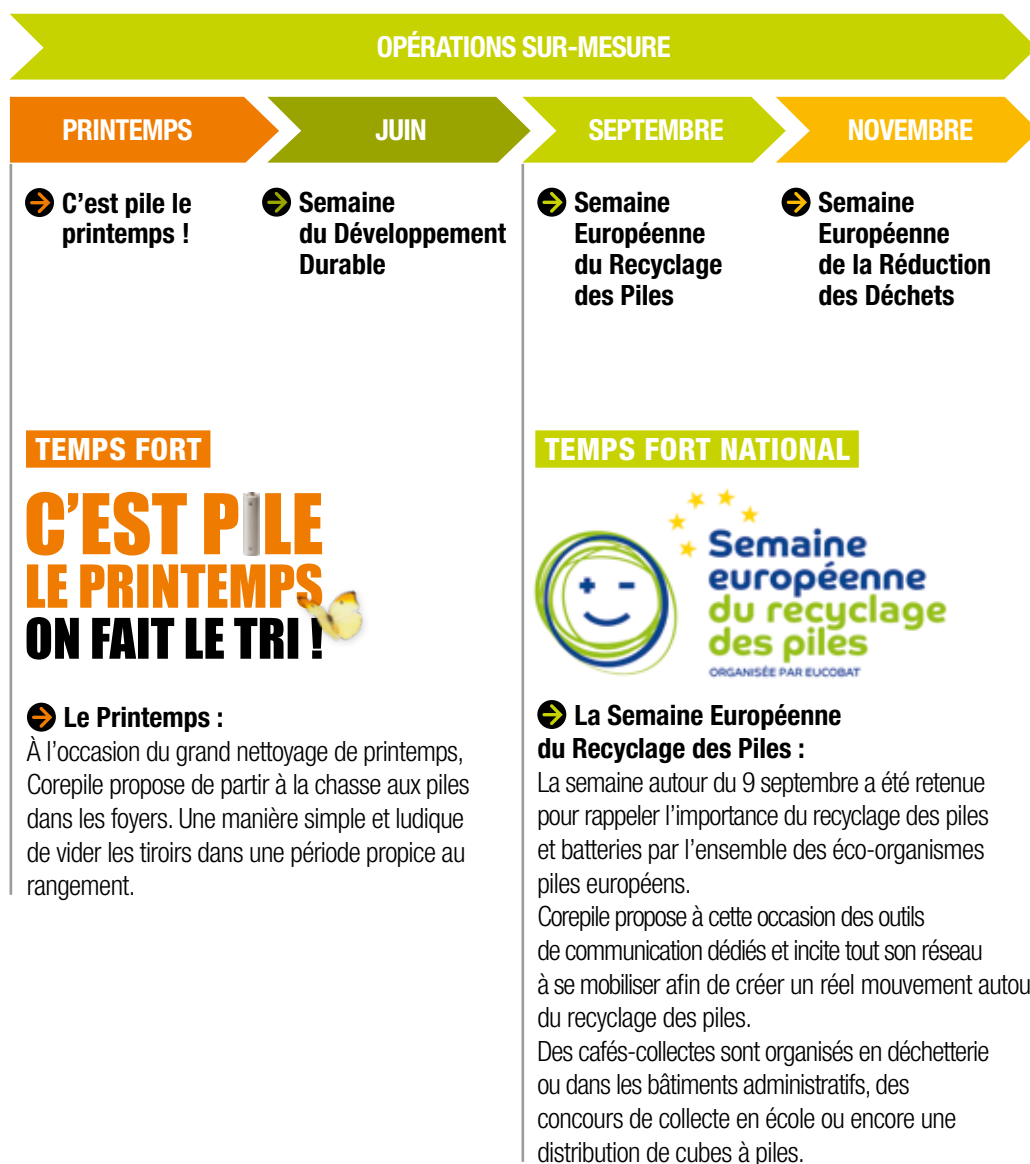 OPÉRATIONS SUR-MESURE
PRINTEMPS
JUIN
SEPTEMBRE
NOVEMBRE
C’est pile le
printemps !
Semaine
du Développement
Durable
Semaine
Européenne
du Recyclage
des Piles
Semaine
Européenne
de la Réduction
des Déchets
TEMPS FORT
C’EST PILE
LE PRINTEMPS
ON FAIT LE TRI !
Le Printemps :
À l’occasion du grand nettoyage de printemps,
Corepile propose de partir à la chasse aux piles
dans les foyers. Une manière simple et ludique
de vider les tiroirs dans une période propice au
rangement.
TEMPS FORT NATIONAL
Semaine
européenne
du recyclage
des piles
ORGANISÉE PAR EUCOBAT
La Semaine Européenne
du Recyclage des Piles :
La semaine autour du 9 septembre a été retenue
pour rappeler l’importance du recyclage des piles
et batteries par l’ensemble des éco-organismes
piles européens.
Corepile propose à cette occasion des outils
de communication dédiés et incite tout son réseau
à se mobiliser afin de créer un réel mouvement autou
du recyclage des piles.
Des cafés-collectes sont organisés en déchetterie
ou dans les bâtiments administratifs, des
concours de collecte en école ou encore une
distribution de cubes à piles.